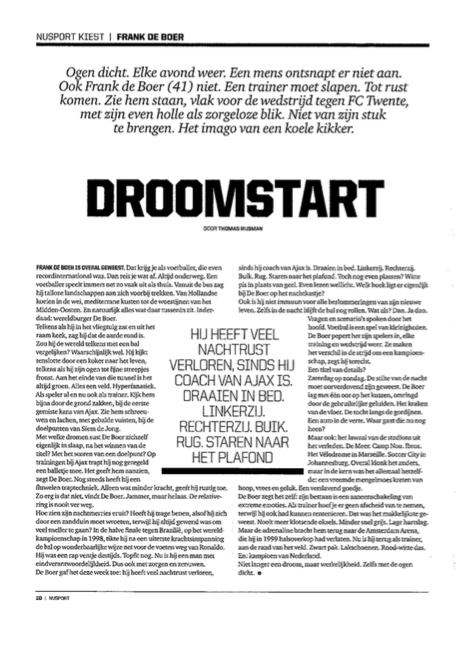 NUSPORT KIEST | FRANK DE BOER
Ogen dicht. Elke avond weer. Een mens ontsnapt er niet aan.
Ook Frank de Boer (41) niet. Een trainer moet slapen. Tot rust
komen. Zie hem staan, vlak voor de wedstrijd tegen FC Twente,
met zijn even holle als zorgeloze blik. Niet van zijn stuk
te brengen. Het imago van een koele kikker.
DROOMSTART
DOOR THOMAS RIJSMAN
FRANK DE BOER IS OVERAL GEWEEST. Dat krijg je als voetballer, die even
recordinternational was. Dan reis je wat af. Altijd onderweg. Een
voetballer speelt immers net zo vaak uit als thuis. Vanuit de bus zag
hij talloze landschappen aan zich voorbij trekken. Van Hollandse
koeien in de wei, mediterrane kusten tot de woestijnen van het
Midden-Oosten. En natuurlijk alles wat daar tussenin zit. Inder-
daad: wereldburger De Boer.
Telkens als hij in het vliegtuig zat en uit het
raam keek, zag hij dat de aarde rond is.
Zou hij de wereld telkens met een bal
vergelijken? Waarschijnlijk wel. Hij kijkt
tenslotte door een koker naar het leven,
telkens als hij zijn ogen tot fijne streepjes
fronst. Aan het einde van die tunnel is het
altijd groen. Alles een veld. Hyperfanatiek.
Als speler al en nu ook als trainer. Kijk hem
bijna door de grond zakken, bij de eerste
gemiste kans van Ajax. Zie hem schreeu-
wen en lachen, met gebalde vuisten, bij de
doelpunten van Siem de Jong.
Met welke dromen sust De Boer zichzelf
eigenlijk in slaap, na het winnen van de
titel? Met het scoren van een doelpunt? Op
trainingen bij Ajax trapt hij nog geregeld
een balletje mee. Het geeft hem aanzien,
zegt De Boer. Nog steeds heeft hij een
fluwelen traptechniek. Alleen wat minder kracht, geeft hij rustig toe.
Zo erg is dat niet, vindt De Boer. Jammer, maar helaas. De relative-
ring is nooit ver weg.
Hoe zien zijn nachtmerries eruit? Heeft hij trage benen, alsof hij zich
door een zandduin moet wroeten, terwijl hij altijd gewend was om
veel sneller te gaan? In de halve finale tegen Brazilië, op het wereld-
kampioenschap in 1998, tikte hij na een uiterste krachtsinspanning
de bal op wonderbaarlijke wijze net voor de voeten weg van Ronaldo.
Hij was een rap ventje destijds. Topfit nog. Nu is hij een man met
eindverantwoordelijkheid. Dus ook met zorgen en zenuwen.
De Boer gaf het deze week toe: hij heeft veel nachtrust verloren,
HIJ HEEFT VEEL
NACHTRUST
VERLOREN, SINDS HIJ
COACH VAN AJAX IS.
DRAAIEN IN BED.
LINKERZIJ.
RECHTERZIJ. BUIK.
RUG. STAREN NAAR
HET PLAFOND
sinds hij coach van Ajax is. Draaien in bed. Linkerzij. Rechterzij.
Buik. Rug. Staren naar het plafond. Toch nog even plassen? Witte
pis in plaats van geel. Even lezen wellicht. Welk boek ligt er eigenlijk
bij De Boer op het nachtkastje?
Ook is hij niet immuun voor alle beslommeringen van zijn nieuwe
leven. Zelfs in de nacht blijft de bal nog rollen. Wat als? Dan. Ja dan.
Vragen en scenario's spoken door het
hoofd. Voetbal is een spel van kleinigheden.
De Boer pepert het zijn spelers in, elke
training en wedstrijd weer. Ze maken
het verschil in de strijd om een kampioen-
schap, zegt hij terecht.
Een titel van details?
Zaterdag op zondag. De stilte van de nacht
moet oorverdovend zijn geweest. De Boer
lag met één oor op het kussen, omringd
door de gebruikelijke geluiden. Het kraken
van de vloer. De tocht langs de gordijnen.
Een auto in de verte. Waar gaat die nu nog
heen?
Maar ook: het lawaai van de stadions uit
het verleden. De Meer. Camp Nou. Ibrox.
Het Vélodrome in Marseille. Soccer City in
Johannesburg. Overal klonk het anders,
maar in de kern was het allemaal hetzelf-
de: een vreemde mengelmoes kreten van
hoop, vrees en geluk. Een verslavend goedje.
De Boer zegt het zelf: zijn bestaan is een aaneenschakeling van
extreme emoties. Als trainer hoef je er geen afscheid van te nemen,
terwijl hij ook had kunnen rentenieren. Dat was het makkelijkste ge-
weest. Nooit meer klotsende oksels. Minder snel grijs. Lage hartslag.
Maar de adrenaline bracht hem terug naar de Amsterdam Arena,
die hij in 1999 halsoverkop had verlaten. Nu is hij terug als trainer,
aan de rand van het veld. Zwart pak. Lakschoenen. Rood-witte das.
En: kampioen van Nederland.
Niet langer een droom, maar werkelijkheid. Zelfs met de ogen
dicht.
28 | NUSPORT